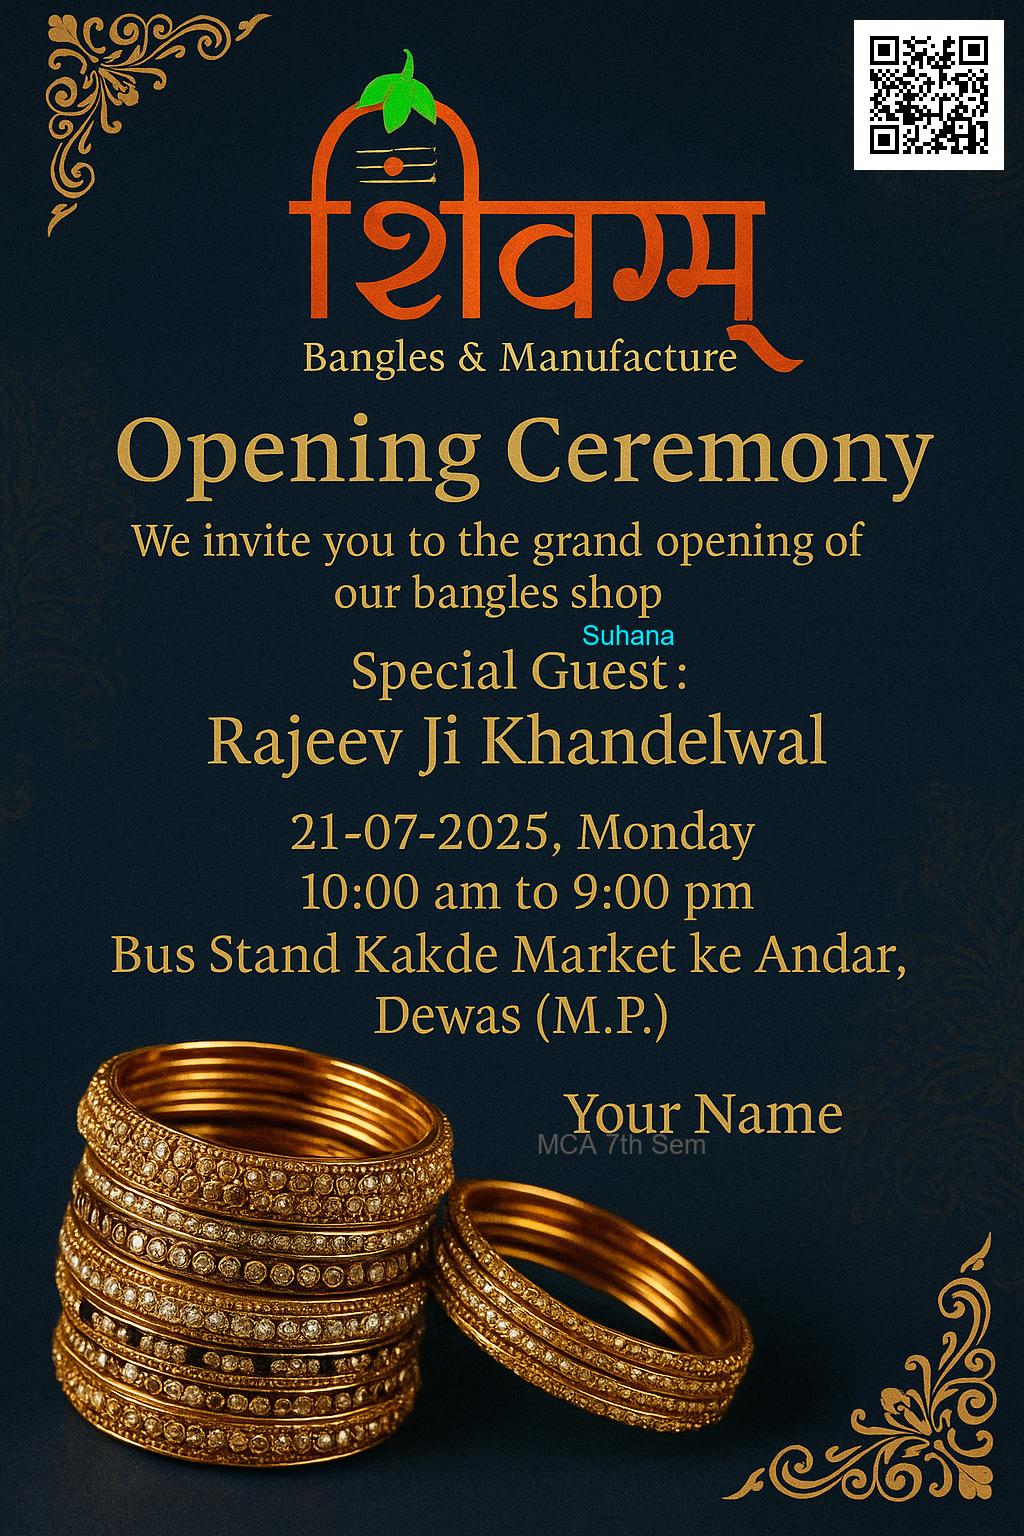 शिवग्म्
Bangles & Manufacture
Opening Ceremony
We invite you to the grand opening of
our bangles shop
Suhana
Special Guest:
Rajeev Ji Khandelwal
21-07-2025, Monday
10:00 am to 9:00 pm
Bus Stand Kakde Market ke Andar,
Dewas (M.P.)
Your Name
MCA 7th Sem